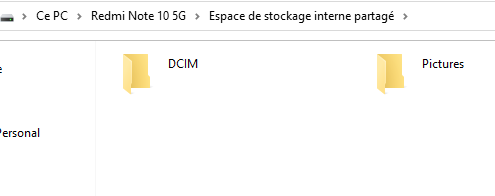 Ce PC > Redmi Note 10 5G > Espace de stockage interne partagé >
DCIM
Pictures
Personal